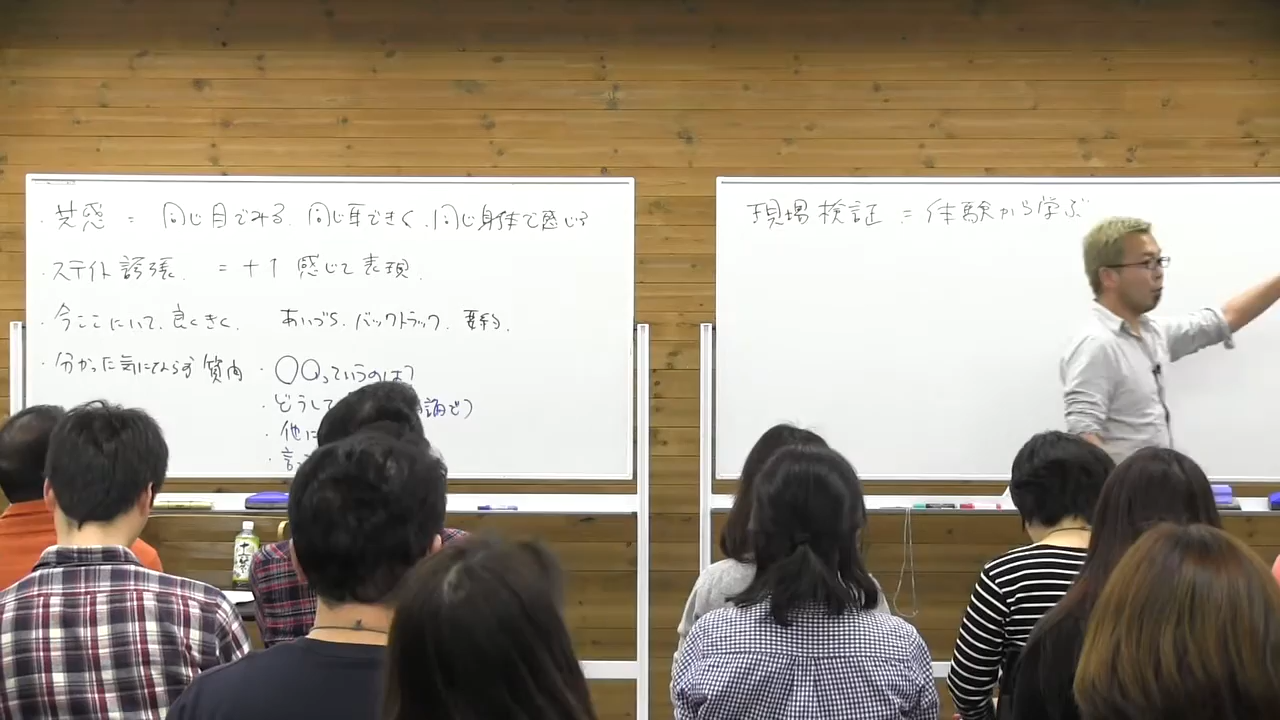 ・共感 = 同じ目でみる、同じ耳できく、同じ身体で感じる
・ステイト誇張 = +1 感じて表現
・今ここにいて、良くきく。 あいづち、バックトラック、要約。
・分かった気にならず質問 ・〇〇っていうのは?
・どうして
・他に
・言
現場検証 = 体験から学ぶ